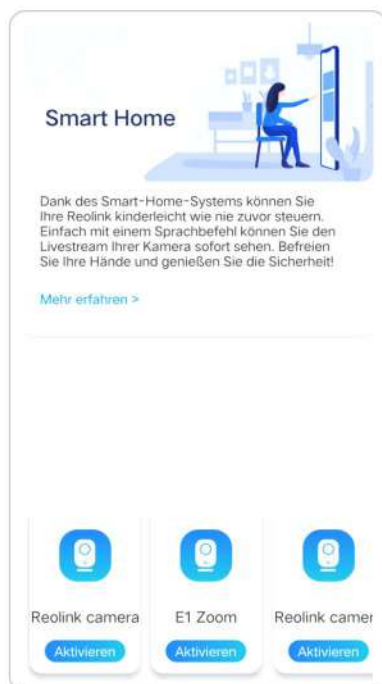 Smart Home
Dank des Smart-Home-Systems können Sie
Ihre Reolink kinderleicht wie nie zuvor steuern.
Einfach mit einem Sprachbefehl können Sie den
Livestream Ihrer Kamera sofort sehen. Befreien
Sie Ihre Hände und genießen Sie die Sicherheit!
Mehr erfahren >
Reolink camera E1 Zoom Reolink camer
Aktivieren Aktivieren Aktivieren